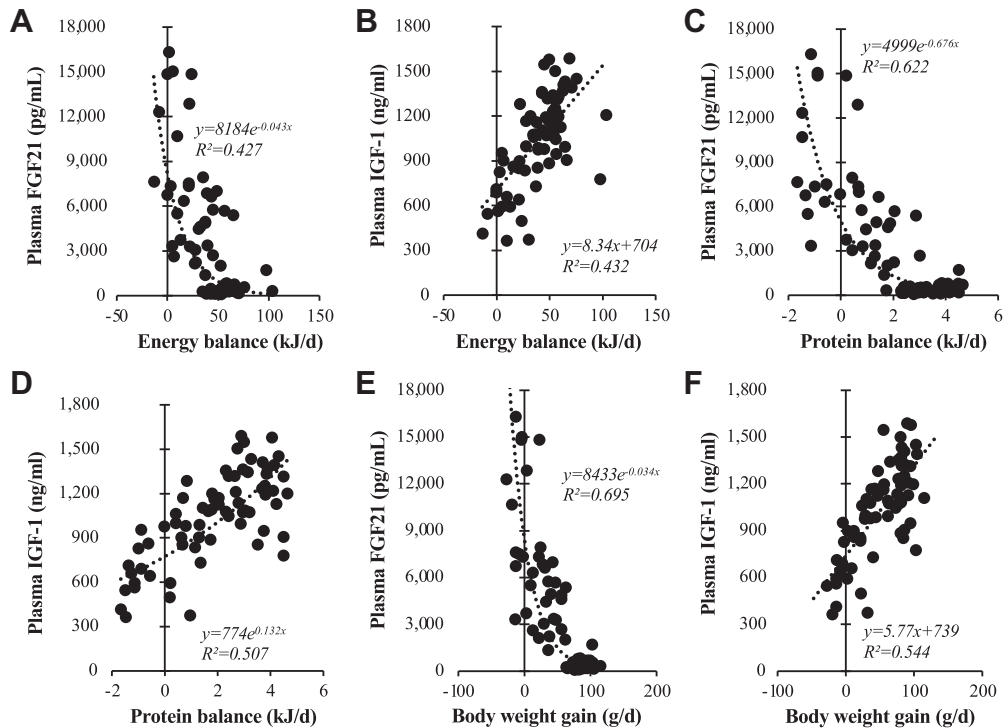 A
Plasma FGF21 (pg/mL)
18,000
15,000
12,000
9,000
6,000
3,000
0
y=8184e-0.043x
R²=0.427
-50 0 50 100 150
Energy balance (kJ/d)
B
Plasma IGF-1 (ng/ml)
1,800
1,500
1,200
900
600
300
0
y=8.34x+704
R²=0.432
-50 0 50 100 150
Energy balance (kJ/d)
C
Plasma FGF21 (pg/mL)
18,000
15,000
12,000
9,000
6,000
3,000
0
y=4999e-0.676x
R²=0.622
-2 0 2 4 6
Protein balance (kJ/d)
D
Plasma IGF-1 (ng/ml)
1,800
1,500
1,200
900
600
300
0
y=774e0.132x
R²=0.507
-2 0 2 4 6
Protein balance (kJ/d)
E
Plasma FGF21 (pg/mL)
18,000
15,000
12,000
9,000
6,000
3,000
0
y=8433e-0.034x
R²=0.695
-100 0 100 200
Body weight gain (g/d)
F
Plasma IGF-1 (ng/ml)
1,800
1,500
1,200
900
600
300
0
y=5.77x+739
R²=0.544
-100 0 100 200
Body weight gain (g/d)